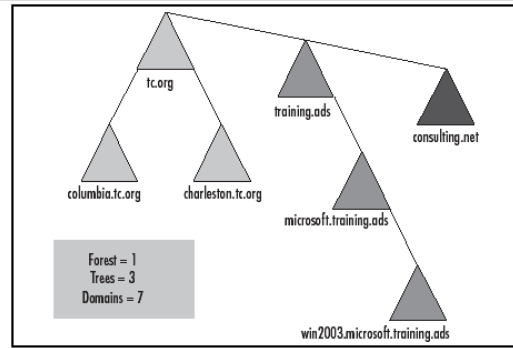 tc.org
training.ads
consulting.net
columbia.tc.org
charleston.tc.org
microsoft.training.ads
Forest = 1
Trees = 3
Domains = 7
win2003.microsoft.training.ads